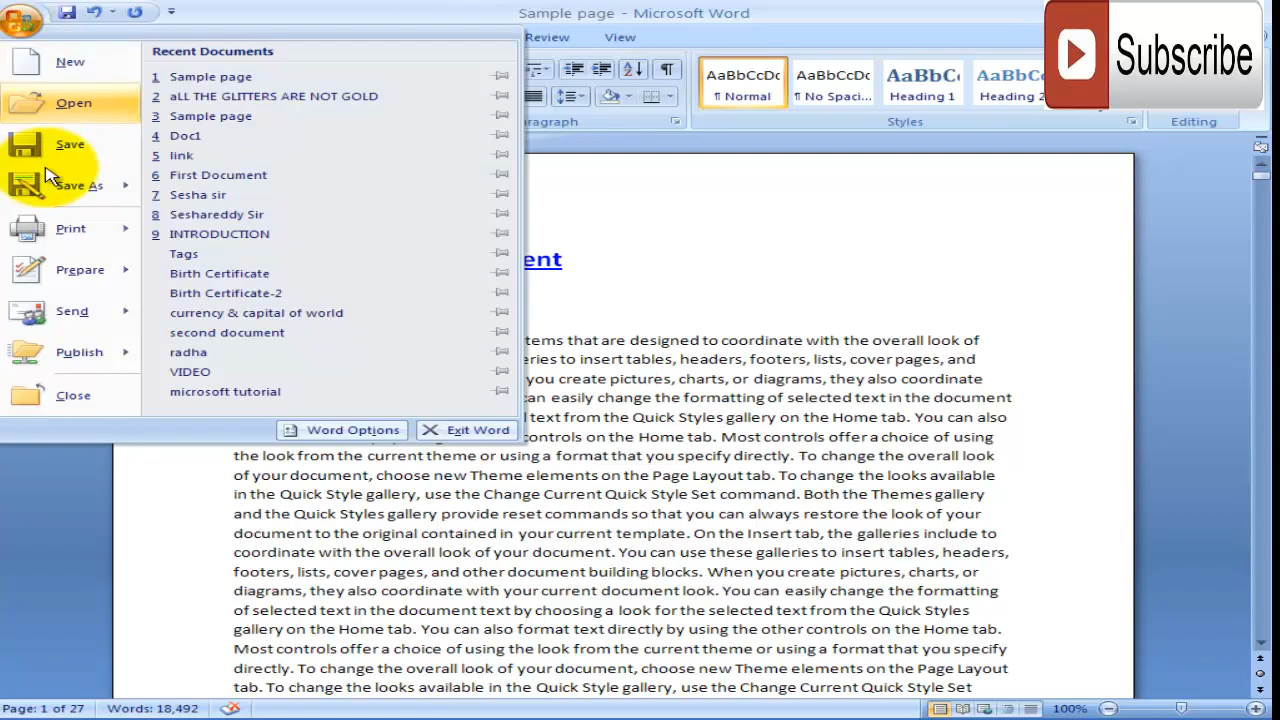 Sample page - Microsoft Word
Subscribe
Review View
New
Open
Save
Save As
Print
Prepare
Send
Publish
Close
Recent Documents
1 Sample page
2 aLL THE GLITTERS ARE NOT GOLD
3 Sample page
4 Doc1
5 link
6 First Document
7 Sesha sir
8 Seshareddy Sir
9 INTRODUCTION
Tags
Birth Certificate
Birth Certificate-2
currency & capital of world
second document
radha
VIDEO
microsoft tutorial
Word Options Exit Word
AaBbCcDc AaBbCcDc AaBbC AaBbCc
¶ Normal ¶ No Spaci... Heading 1 Heading 2
Styles Editing
ent
tems that are designed to coordinate with the overall look of
eries to insert tables, headers, footers, lists, cover pages, and
you create pictures, charts, or diagrams, they also coordinate
an easily change the formatting of selected text in the document
d text from the Quick Styles gallery on the Home tab. You can also
controls on the Home tab. Most controls offer a choice of using
the look from the current theme or using a format that you specify directly. To change the overall look
of your document, choose new Theme elements on the Page Layout tab. To change the looks available
in the Quick Style gallery, use the Change Current Quick Style Set command. Both the Themes gallery
and the Quick Styles gallery provide reset commands so that you can always restore the look of your
document to the original contained in your current template. On the Insert tab, the galleries include to
coordinate with the overall look of your document. You can use these galleries to insert tables, headers,
footers, lists, cover pages, and other document building blocks. When you create pictures, charts, or
diagrams, they also coordinate with your current document look. You can easily change the formatting
of selected text in the document text by choosing a look for the selected text from the Quick Styles
gallery on the Home tab. You can also format text directly by using the other controls on the Home tab.
Most controls offer a choice of using the look from the current theme or using a format that you specify
directly. To change the overall look of your document, choose new Theme elements on the Page Layout
tab. To change the looks available in the Quick Style gallery, use the Change Current Quick Style Set
Page: 1 of 27 Words: 18,492 100%